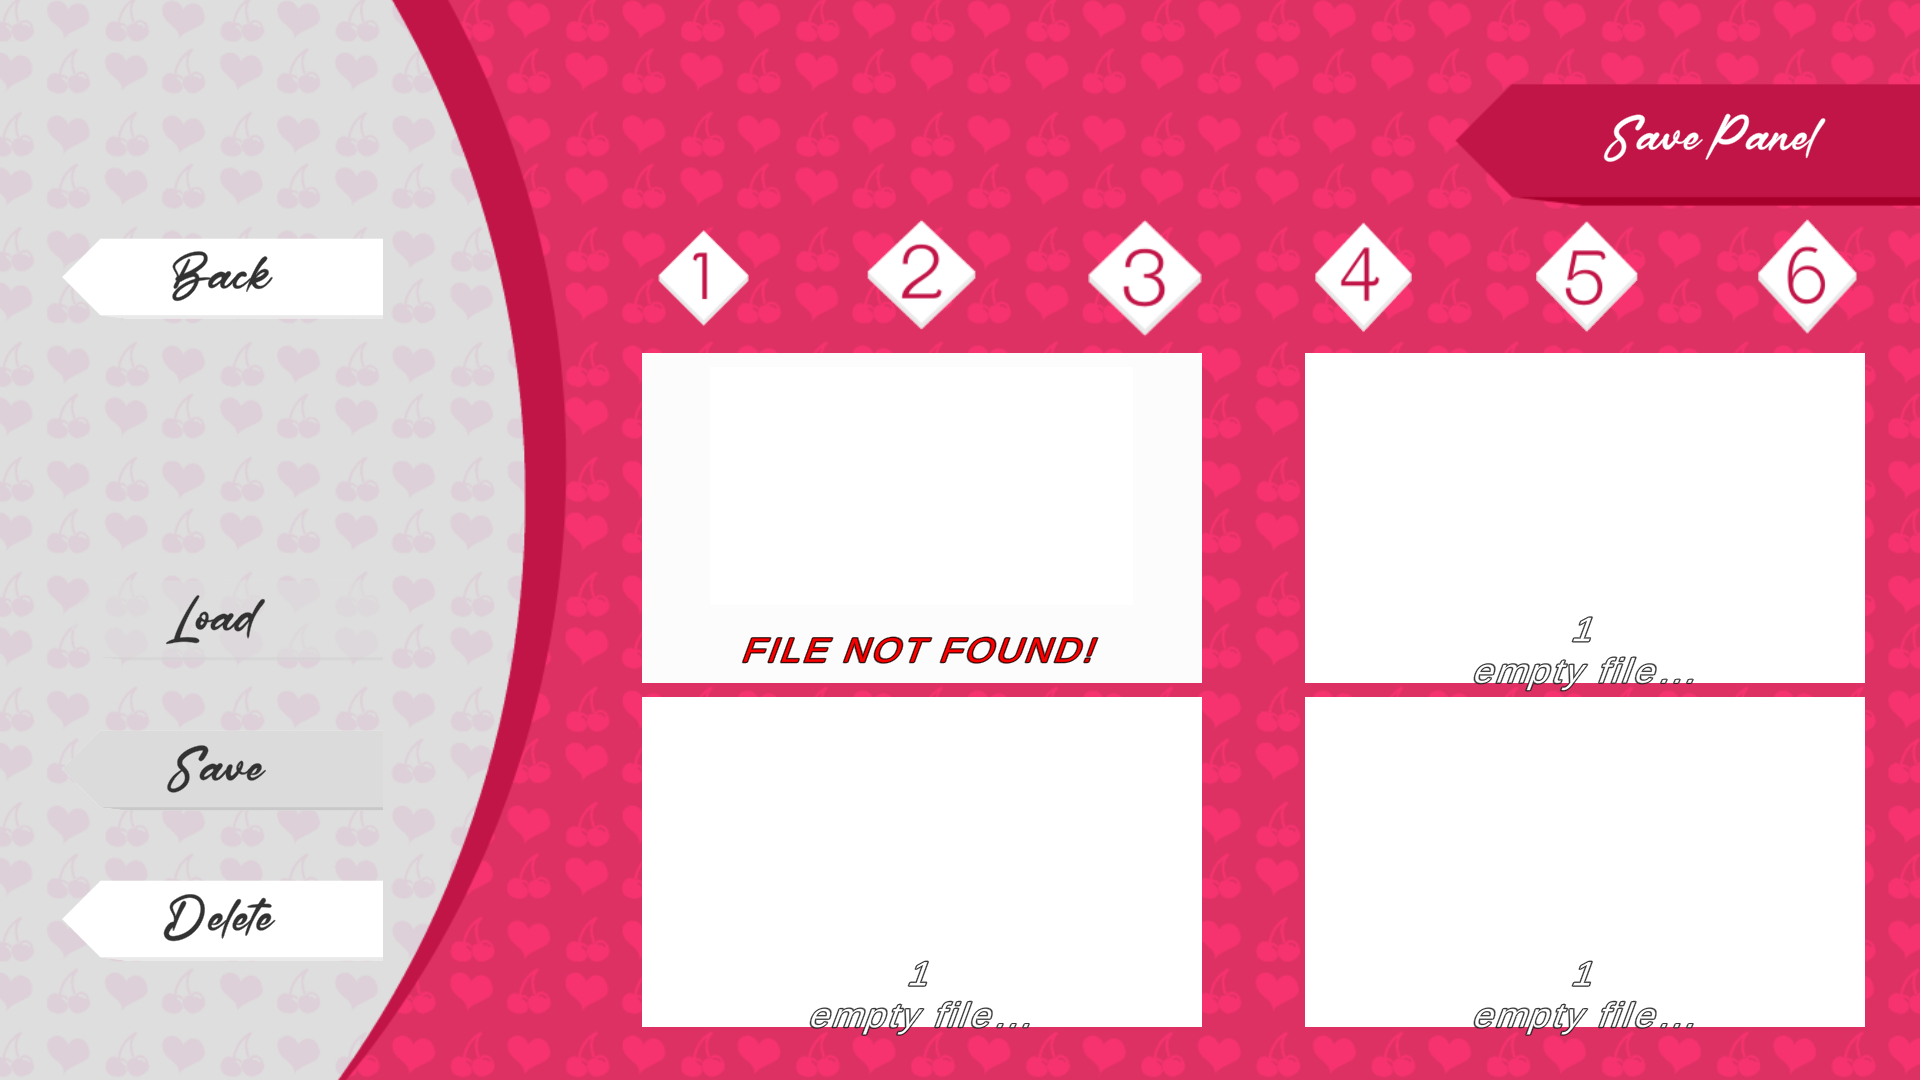 Save Panel
Back
1 2 3 4 5 6
Load
Save
Delete
FILE NOT FOUND!
1
empty file...
1
empty file...
1
empty file...